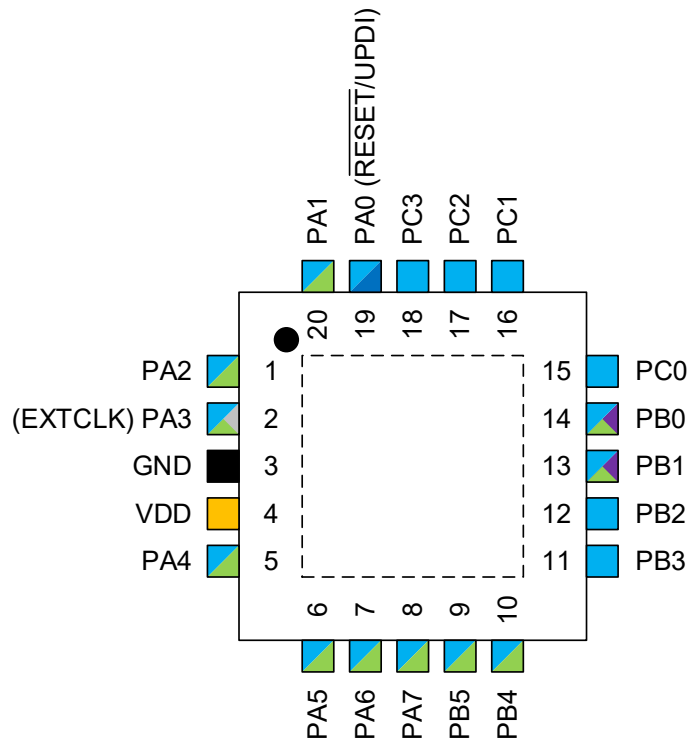 PA1
PA0 (RESET/UPDI)
PC3
PC2
PC1
20
19
18
17
16
PA2 1
(EXTCLK) PA3 2
GND 3
VDD 4
PA4 5
15 PC0
14 PB0
13 PB1
12 PB2
11 PB3
6
7
8
9
10
PA5
PA6
PA7
PB5
PB4